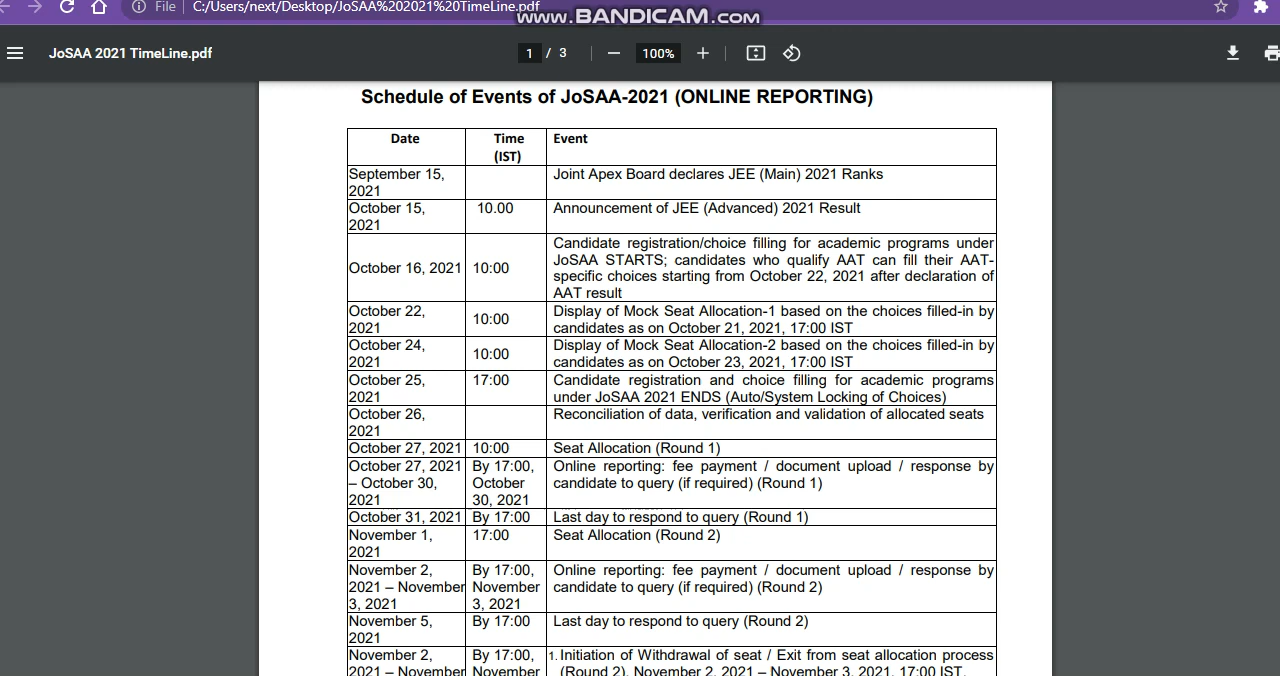 File C:/Users/next/Desktop/JoSAA%202021%20TimeLine.pdf
www.BANDICAM.com
JoSAA 2021 TimeLine.pdf
1 / 3
100%
Schedule of Events of JoSAA-2021 (ONLINE REPORTING)
Date Time Event
(IST)
September 15, Joint Apex Board declares JEE (Main) 2021 Ranks
2021
October 15, 10.00 Announcement of JEE (Advanced) 2021 Result
2021
Candidate registration/choice filling for academic programs under
JoSAA STARTS; candidates who qualify AAT can fill their AAT-
October 16, 2021 10:00 specific choices starting from October 22, 2021 after declaration of
AAT result
October 22, 10:00 Display of Mock Seat Allocation-1 based on the choices filled-in by
2021 candidates as on October 21, 2021, 17:00 IST
October 24, 10:00 Display of Mock Seat Allocation-2 based on the choices filled-in by
2021 candidates as on October 23, 2021, 17:00 IST
October 25, 17:00 Candidate registration and choice filling for academic programs
2021 under JoSAA 2021 ENDS (Auto/System Locking of Choices)
October 26, Reconciliation of data, verification and validation of allocated seats
2021
October 27, 2021 10:00 Seat Allocation (Round 1)
October 27, 2021 By 17:00, Online reporting: fee payment / document upload / response by
– October 30, October candidate to query (if required) (Round 1)
2021 30, 2021
October 31, 2021 By 17:00 Last day to respond to query (Round 1)
November 1, 17:00 Seat Allocation (Round 2)
2021
November 2, By 17:00, Online reporting: fee payment / document upload / response by
2021 – November November candidate to query (if required) (Round 2)
3, 2021 3, 2021
November 5, By 17:00 Last day to respond to query (Round 2)
2021
November 2, By 17:00, 1. Initiation of Withdrawal of seat / Exit from seat allocation process
2021 – November November (Round 2), November 2, 2021 – November 3, 2021, 17:00 IST.